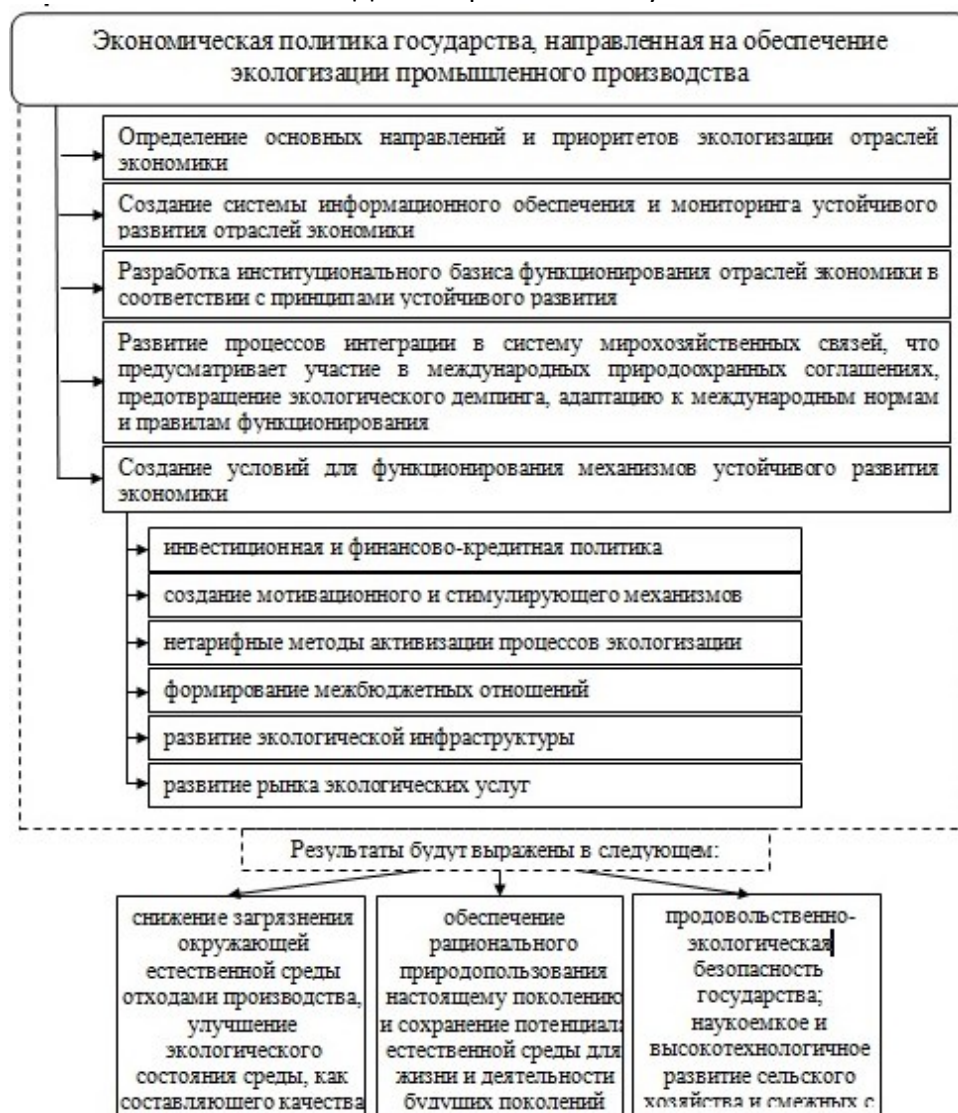 Экономическая политика государства, направленная на обеспечение
экологизации промышленного производства
Определение основных направлений и приоритетов экологизации отраслей
экономики
Создание системы информационного обеспечения и мониторинга устойчивого
развития отраслей экономики
Разработка институционального базиса функционирования отраслей экономики в
соответствии с принципами устойчивого развития
Развитие процессов интеграции в систему мирохозяйственных связей, что
предусматривает участие в международных природоохранных соглашениях,
предотвращение экологического демпинга, адаптацию к международным нормам
и правилам функционирования
Создание условий для функционирования механизмов устойчивого развития
экономики
инвестиционная и финансово-кредитная политика
создание мотивационного и стимулирующего механизмов
нетарифные методы активизации процессов экологизации
формирование межбюджетных отношений
развитие экологической инфраструктуры
развитие рынка экологических услуг
Результаты будут выражены в следующем:
снижение загрязнения
окружающей
естественной среды
отходами производства,
улучшение
экологического
состояния среды, как
составляющего качества
обеспечение
рационального
природопользования
настоящему поколению
и сохранение потенциала
естественной среды для
жизни и деятельности
будущих поколений
продовольственно-
экологическая
безопасность
государства;
наукоемкое и
высокотехнологичное
развитие сельского
хозяйства и смежных с